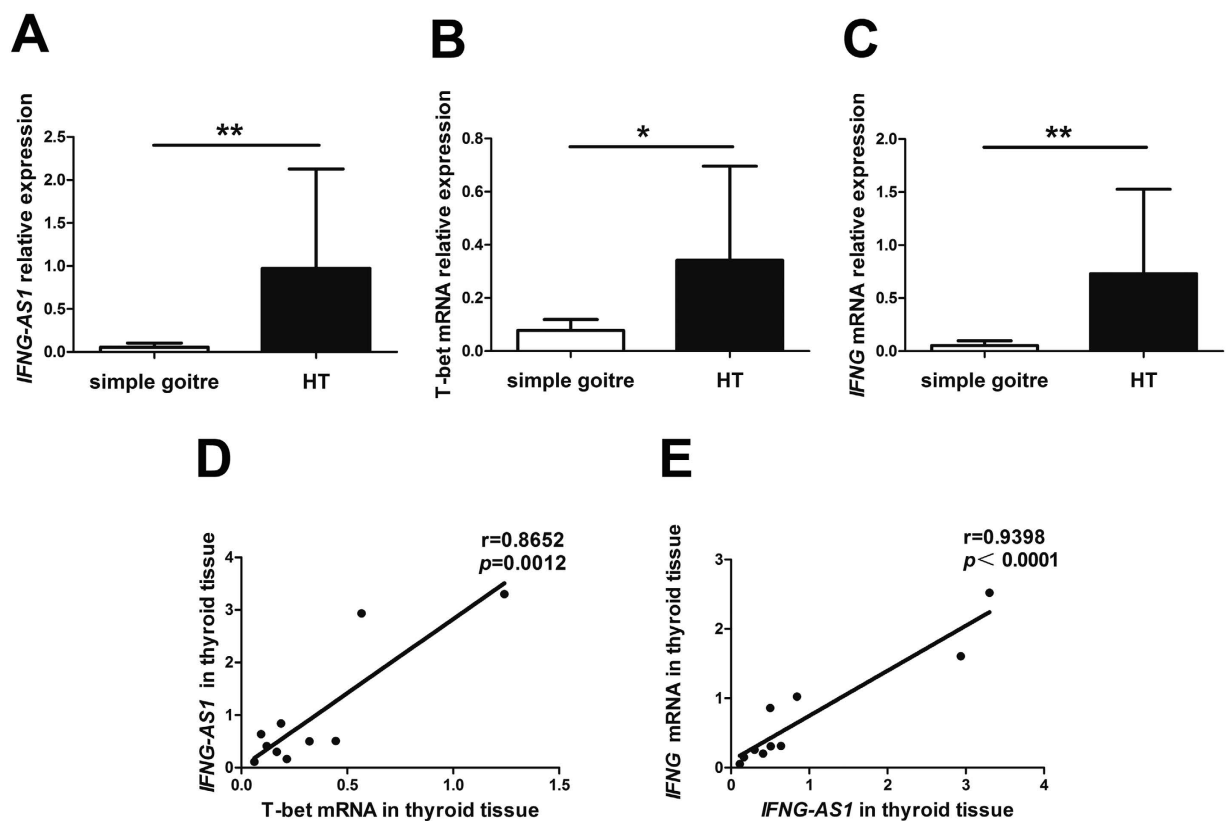 A
B
C
IFNG-AS1 relative expression
2.5
2.0
1.5
1.0
0.5
0.0
**
simple goitre
HT
T-bet mRNA relative expression
0.8
0.6
0.4
0.2
0.0
*
simple goitre
HT
IFNG mRNA relative expression
2.0
1.5
1.0
0.5
0.0
**
simple goitre
HT
D
E
IFNG-AS1 in thyroid tissue
4
3
2
1
0
r=0.8652
p=0.0012
0.0
0.5
1.0
1.5
T-bet mRNA in thyroid tissue
IFNG mRNA in thyroid tissue
3
2
1
0
r=0.9398
p< 0.0001
0
1
2
3
4
IFNG-AS1 in thyroid tissue